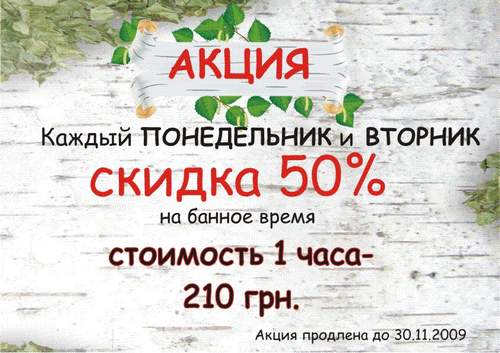 АКЦИЯ
Каждый ПОНЕДЕЛЬНИК и ВТОРНИК
скидка 50%
на банное время
стоимость 1 часа-
210 грн.
Акция продлена до 30.11.2009